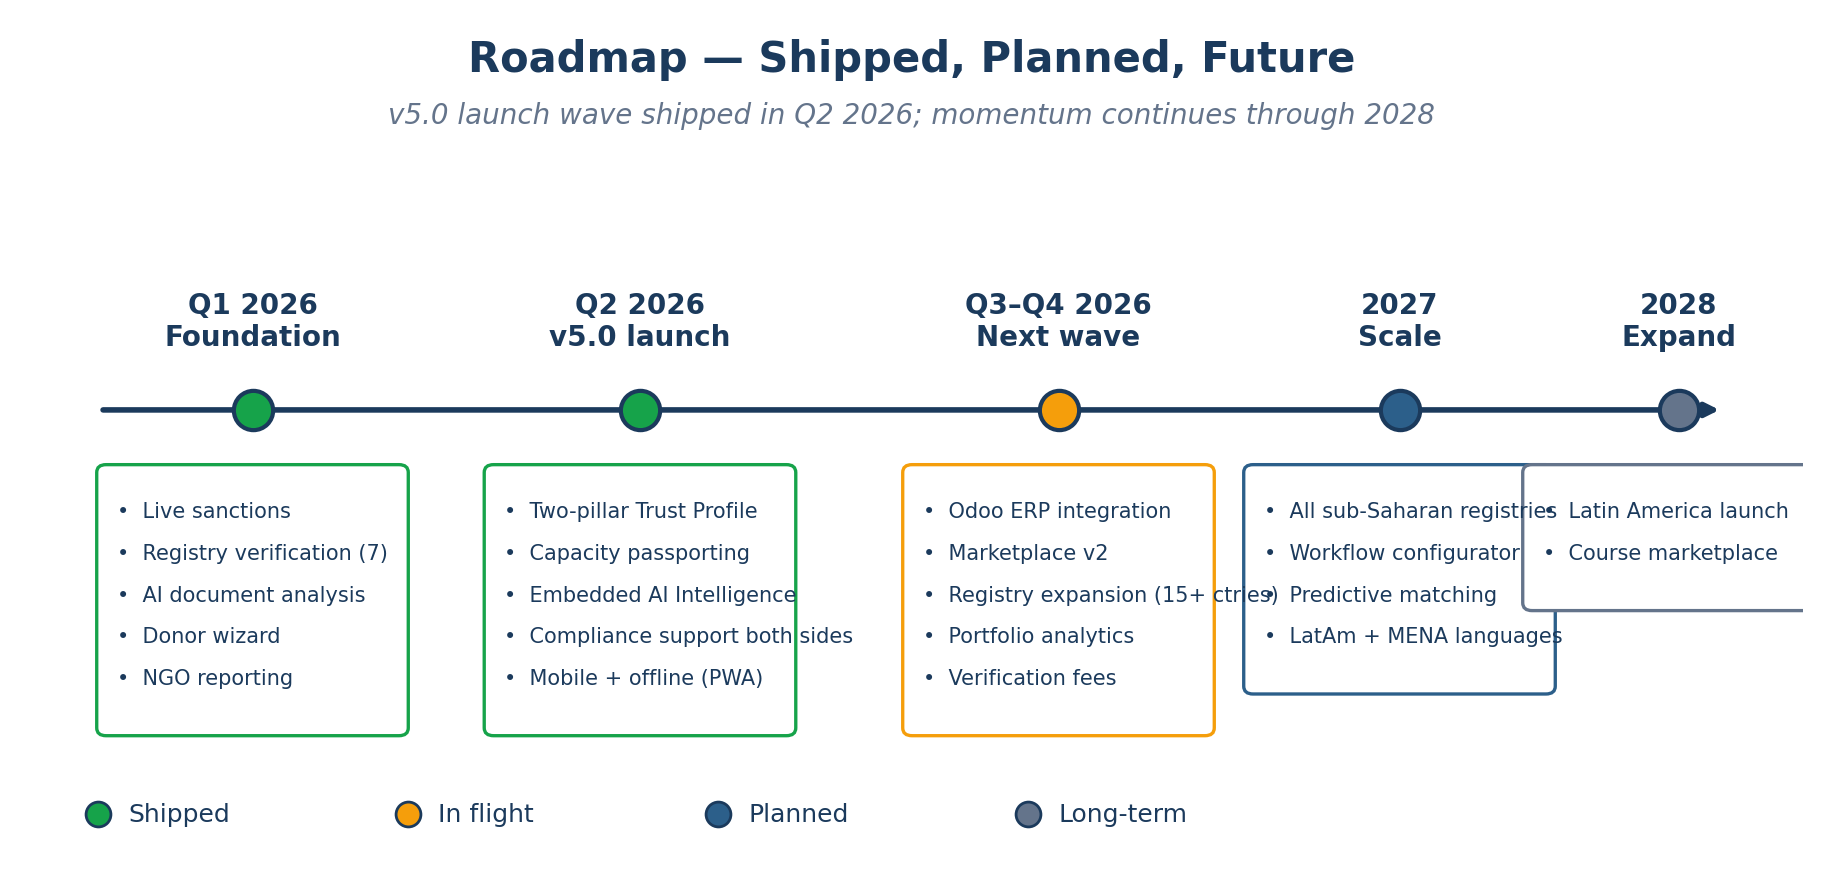 Roadmap — Shipped, Planned, Future
v5.0 launch wave shipped in Q2 2026; momentum continues through 2028
Q1 2026
Foundation
Q2 2026
v5.0 launch
Q3–Q4 2026
Next wave
2027
Scale
2028
Expand
• Live sanctions
• Registry verification (7)
• AI document analysis
• Donor wizard
• NGO reporting
• Two-pillar Trust Profile
• Capacity passporting
• Embedded AI Intelligence
• Compliance support both sides
• Mobile + offline (PWA)
• Odoo ERP integration
• Marketplace v2
• Registry expansion (15+ ctries)
• Portfolio analytics
• Verification fees
• All sub-Saharan registries
• Workflow configurator
• Predictive matching
• LatAm + MENA languages
• Latin America launch
• Course marketplace
Shipped
In flight
Planned
Long-term